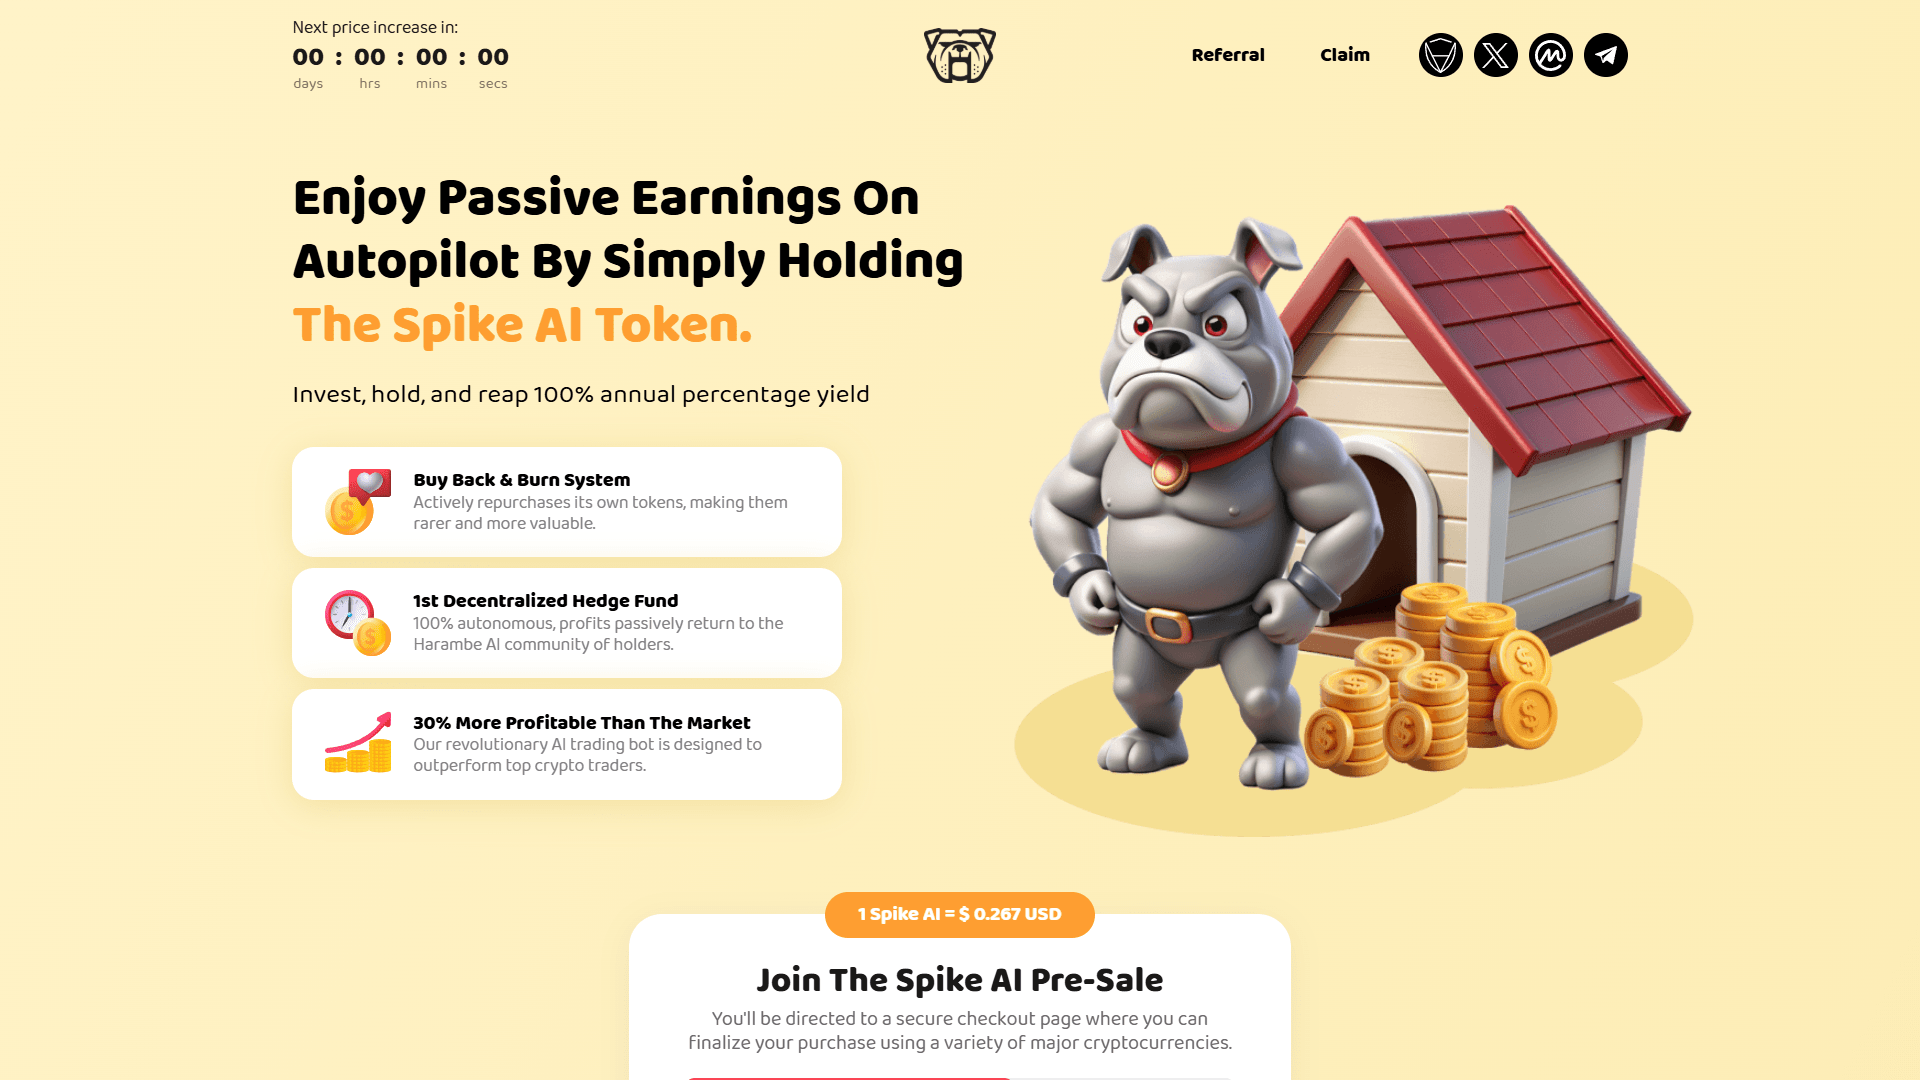 Next price increase in:
00 : 00 : 00 : 00
days hrs mins secs
Referral
Claim
Enjoy Passive Earnings On
Autopilot By Simply Holding
The Spike AI Token.
Invest, hold, and reap 100% annual percentage yield
Buy Back & Burn System
Actively repurchases its own tokens, making them
rarer and more valuable.
1st Decentralized Hedge Fund
100% autonomous, profits passively return to the
Harambe AI community of holders.
30% More Profitable Than The Market
Our revolutionary AI trading bot is designed to
outperform top crypto traders.
1 Spike AI = $ 0.267 USD
Join The Spike AI Pre-Sale
You'll be directed to a secure checkout page where you can
finalize your purchase using a variety of major cryptocurrencies.